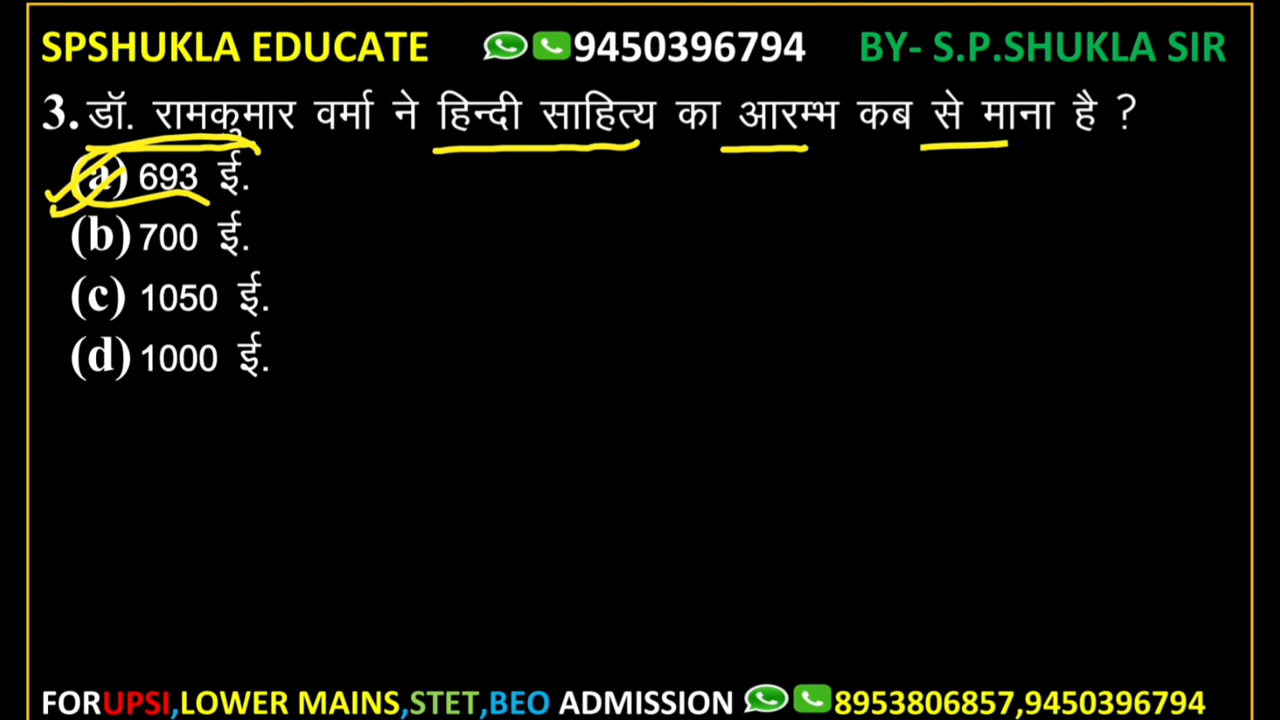 SPSHUKLA EDUCATE 9450396794 BY- S.P.SHUKLA SIR
3. डॉ. रामकुमार वर्मा ने हिन्दी साहित्य का आरम्भ कब से माना है ?
(a) 693 ई.
(b) 700 ई.
(c) 1050 ई.
(d) 1000 ई.
FORUPSI,LOWER MAINS,STET,BEO ADMISSION 8953806857,9450396794